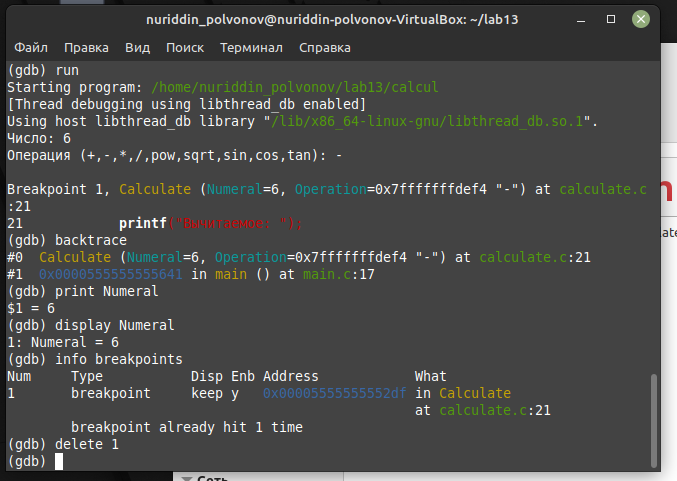 nuriddin_polvonov@nuriddin-polvonov-VirtualBox: ~/lab13
Файл Правка Вид Поиск Терминал Справка
(gdb) run
Starting program: /home/nuriddin_polvonov/lab13/calcul
[Thread debugging using libthread_db enabled]
Using host libthread_db library "/lib/x86_64-linux-gnu/libthread_db.so.1".
Число: 6
Операция (+,-,*,/,pow,sqrt,sin,cos,tan): -

Breakpoint 1, Calculate (Numeral=6, Operation=0x7fffffffdef4 "-") at calculate.c
:21
21 printf("Вычитаемое: ");
(gdb) backtrace
#0 Calculate (Numeral=6, Operation=0x7fffffffdef4 "-") at calculate.c:21
#1 0x0000555555555641 in main () at main.c:17
(gdb) print Numeral
$1 = 6
(gdb) display Numeral
1: Numeral = 6
(gdb) info breakpoints
Num Type Disp Enb Address What
1 breakpoint keep y 0x00005555555552df in Calculate
at calculate.c:21
breakpoint already hit 1 time
(gdb) delete 1
(gdb)
Сеть